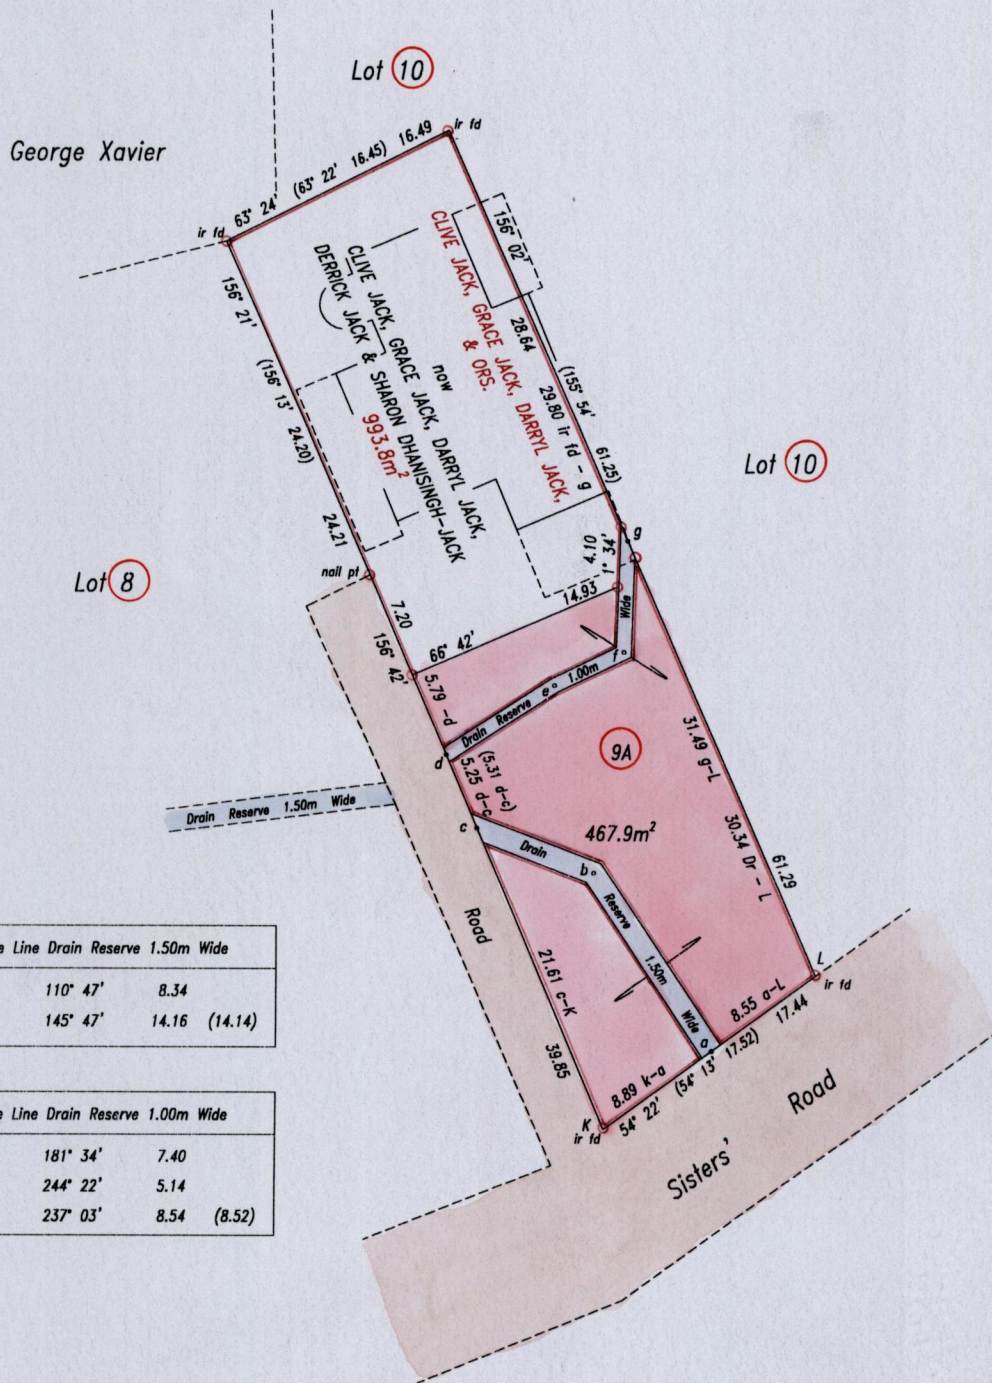 Lot 10
George Xavier
ir fd
63° 24' (63° 22' 16.45) 16.49
ir fd
156° 21' (156° 13' 24.20) 24.21
156° 02' 28.64
(155° 54' 61.25)
29.80 ir fd - g
CLIVE JACK, GRACE JACK, DARRYL JACK,
& ORS.
now
CLIVE JACK, GRACE JACK, DARRYL JACK,
DERRICK JACK & SHARON DHANISINGH-JACK
993.8m²
Lot 10
Lot 8
nail pt
7.20
156° 42'
g
1° 34'
4.10
66° 42' 14.93
5.79 -d
Drain Reserve 1.00m Wide
e
f
d
(5.31 d-c)
5.25 d-c
9A
467.9m²
31.49 g-L
30.34 Dr - L
61.29
Drain Reserve 1.50m Wide
c
Drain Reserve 1.50m Wide
b
a
Road
21.61 c-K
39.85
L
ir fd
8.55 a-L
17.44
8.89 k-a
54° 22' (54° 13' 17.52)
K
ir fd
Sisters' Road
e Line Drain Reserve 1.50m Wide
110° 47' 8.34
145° 47' 14.16 (14.14)
e Line Drain Reserve 1.00m Wide
181° 34' 7.40
244° 22' 5.14
237° 03' 8.54 (8.52)